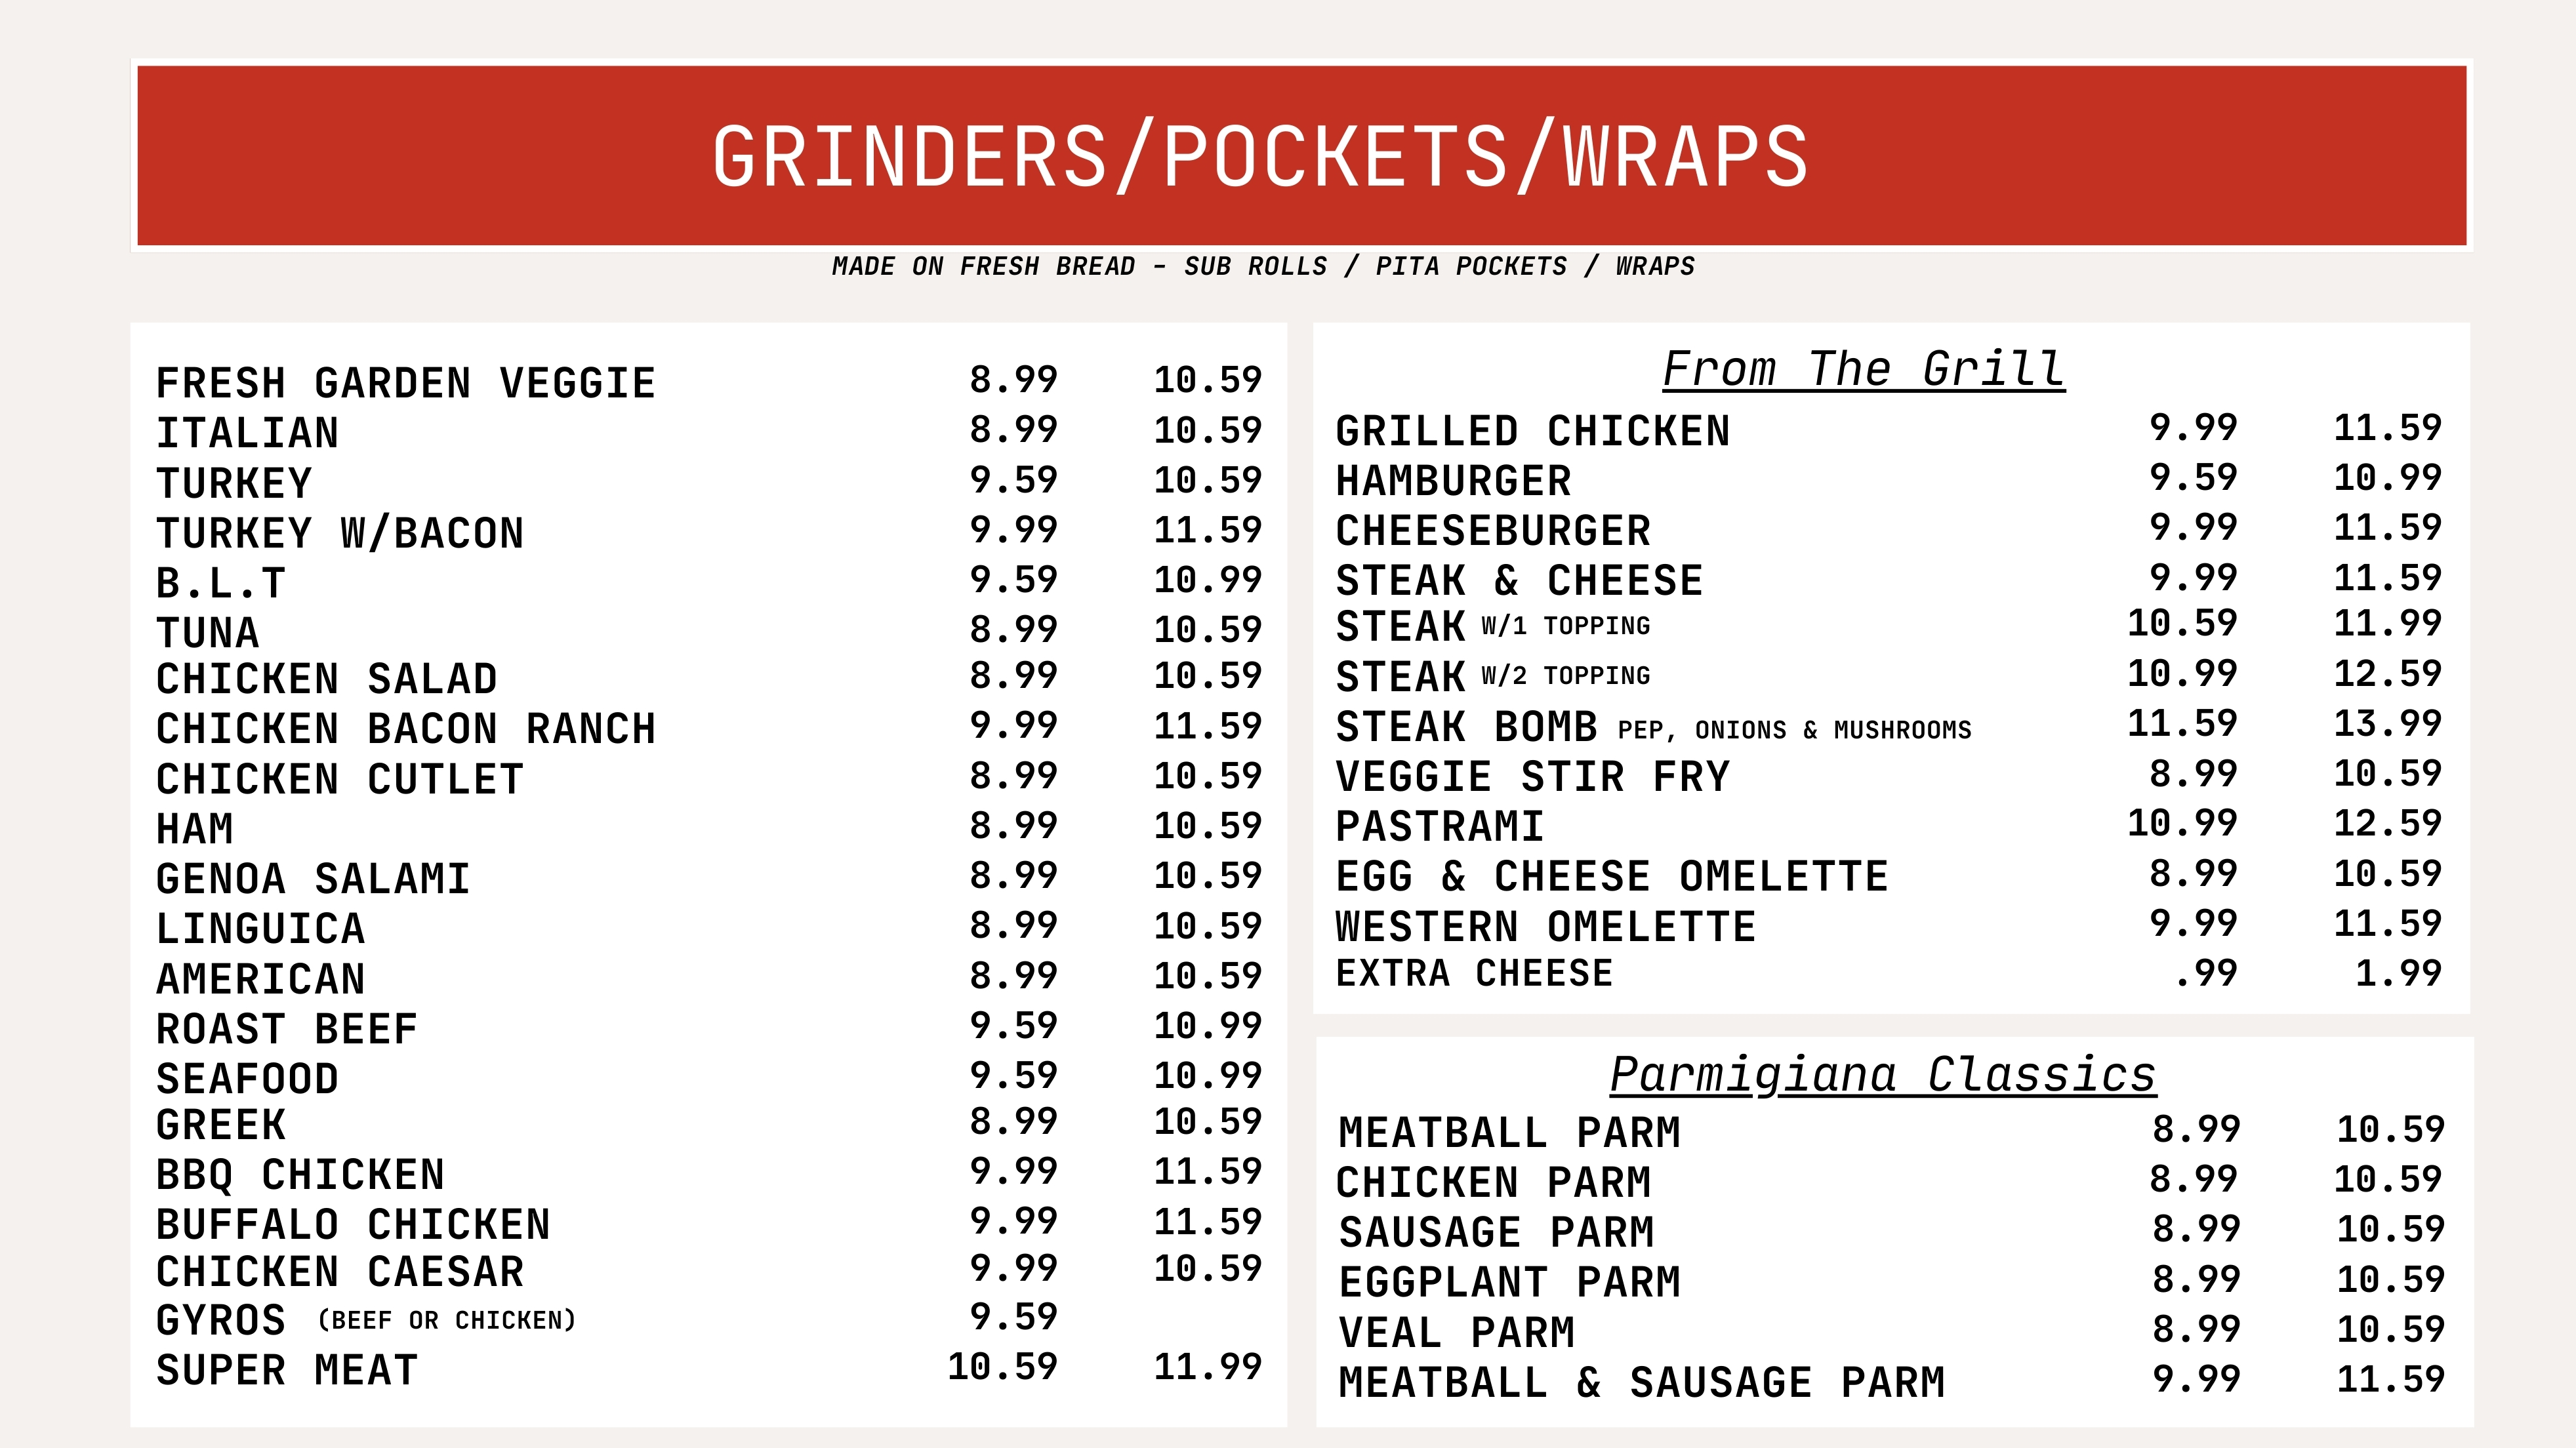 GRINDERS/POCKETS/WRAPS
MADE ON FRESH BREAD - SUB ROLLS / PITA POCKETS / WRAPS
FRESH GARDEN VEGGIE 8.99 10.59
ITALIAN 8.99 10.59
TURKEY 9.59 10.59
TURKEY W/BACON 9.99 11.59
B.L.T 9.59 10.99
TUNA 8.99 10.59
CHICKEN SALAD 8.99 10.59
CHICKEN BACON RANCH 9.99 11.59
CHICKEN CUTLET 8.99 10.59
HAM 8.99 10.59
GENOA SALAMI 8.99 10.59
LINGUICA 8.99 10.59
AMERICAN 8.99 10.59
ROAST BEEF 9.59 10.99
SEAFOOD 9.59 10.99
GREEK 8.99 10.59
BBQ CHICKEN 9.99 11.59
BUFFALO CHICKEN 9.99 11.59
CHICKEN CAESAR 9.99 10.59
GYROS (BEEF OR CHICKEN) 9.59
SUPER MEAT 10.59 11.99
From The Grill
GRILLED CHICKEN 9.99 11.59
HAMBURGER 9.59 10.99
CHEESEBURGER 9.99 11.59
STEAK & CHEESE 9.99 11.59
STEAK W/1 TOPPING 10.59 11.99
STEAK W/2 TOPPING 10.99 12.59
STEAK BOMB PEP, ONIONS & MUSHROOMS 11.59 13.99
VEGGIE STIR FRY 8.99 10.59
PASTRAMI 10.99 12.59
EGG & CHEESE OMELETTE 8.99 10.59
WESTERN OMELETTE 9.99 11.59
EXTRA CHEESE .99 1.99
Parmigiana Classics
MEATBALL PARM 8.99 10.59
CHICKEN PARM 8.99 10.59
SAUSAGE PARM 8.99 10.59
EGGPLANT PARM 8.99 10.59
VEAL PARM 8.99 10.59
MEATBALL & SAUSAGE PARM 9.99 11.59